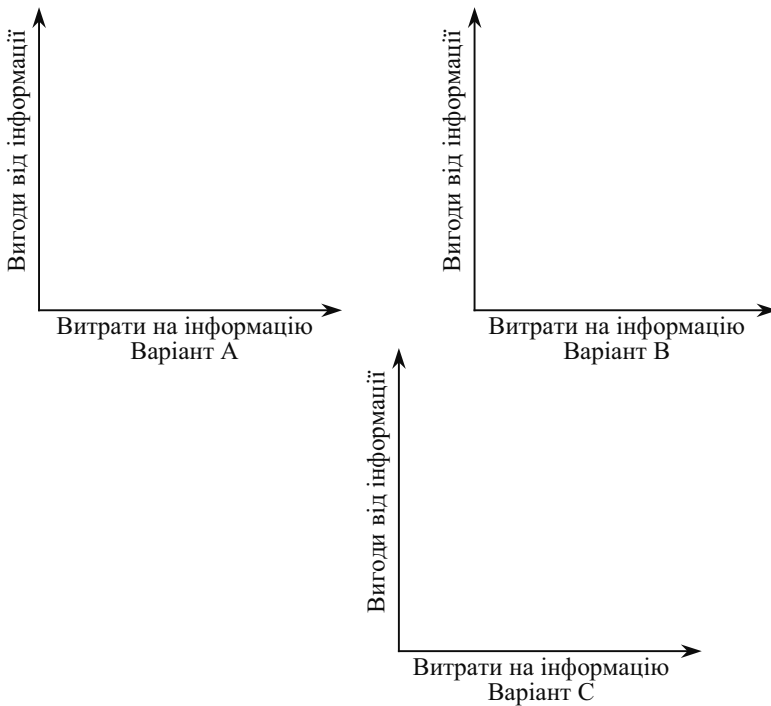 Вигоди від інформації
Витрати на інформацію
Варіант А
Вигоди від інформації
Витрати на інформацію
Варіант В
Вигоди від інформації
Витрати на інформацію
Варіант С